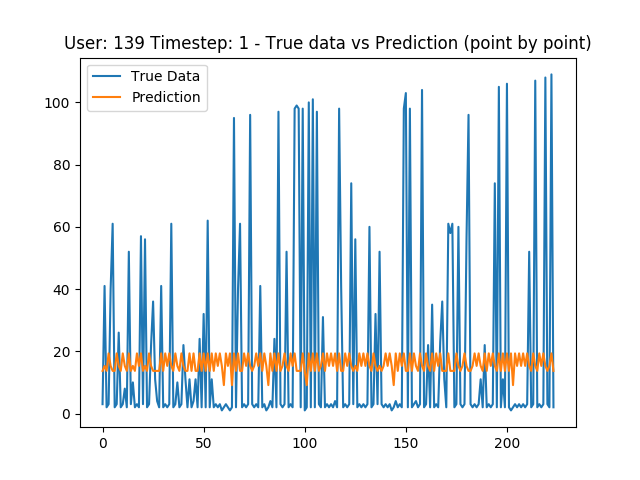 User: 139 Timestep: 1 - True data vs Prediction (point by point)
True Data
Prediction
100
80
60
40
20
0
0 50 100 150 200